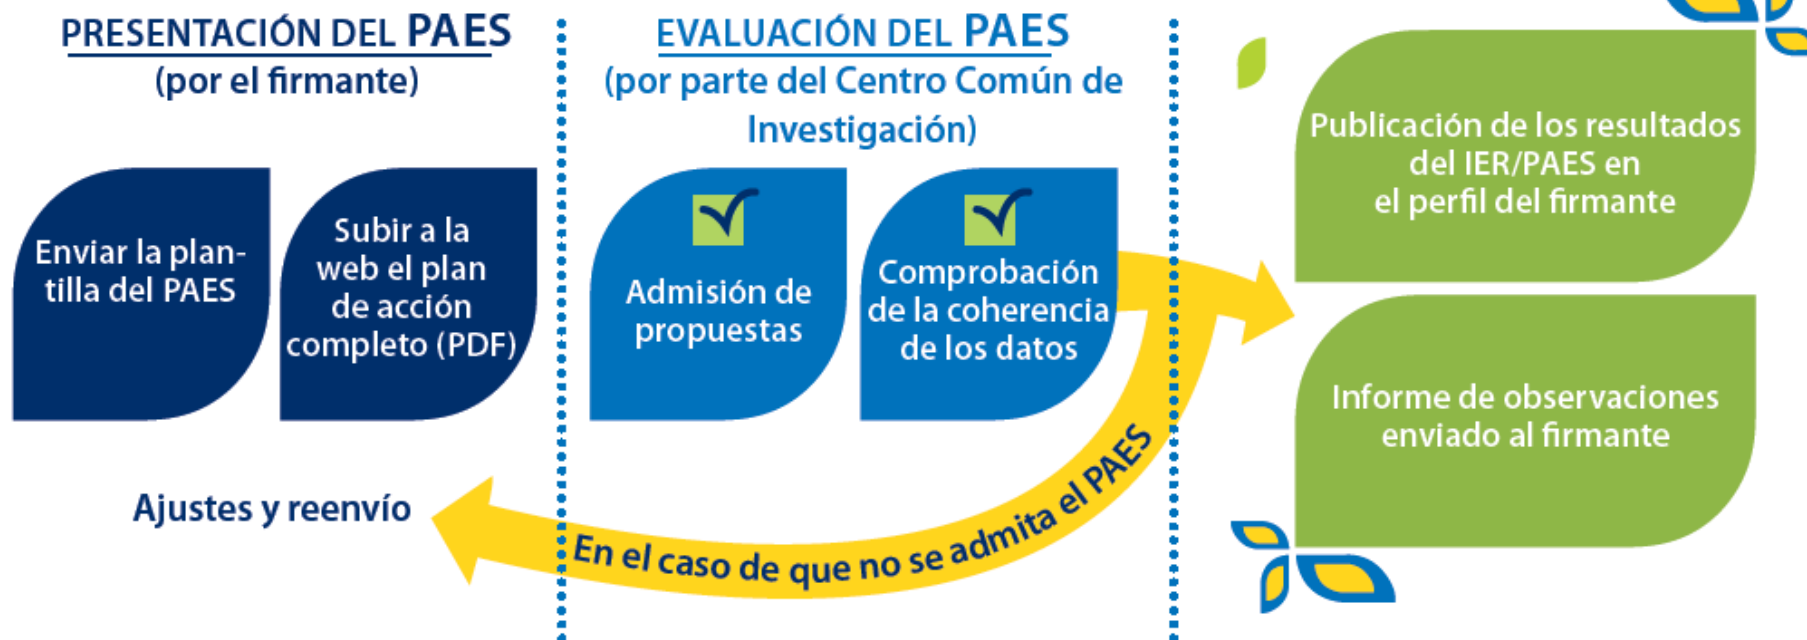 PRESENTACIÓN DEL PAES
(por el firmante)
Enviar la plan-
tilla del PAES
Subir a la
web el plan
de acción
completo (PDF)
Ajustes y reenvío
EVALUACIÓN DEL PAES
(por parte del Centro Común de
Investigación)
Admisión de
propuestas
Comprobación
de la coherencia
de los datos
En el caso de que no se admita el PAES
Publicación de los resultados
del IER/PAES en
el perfil del firmante
Informe de observaciones
enviado al firmante